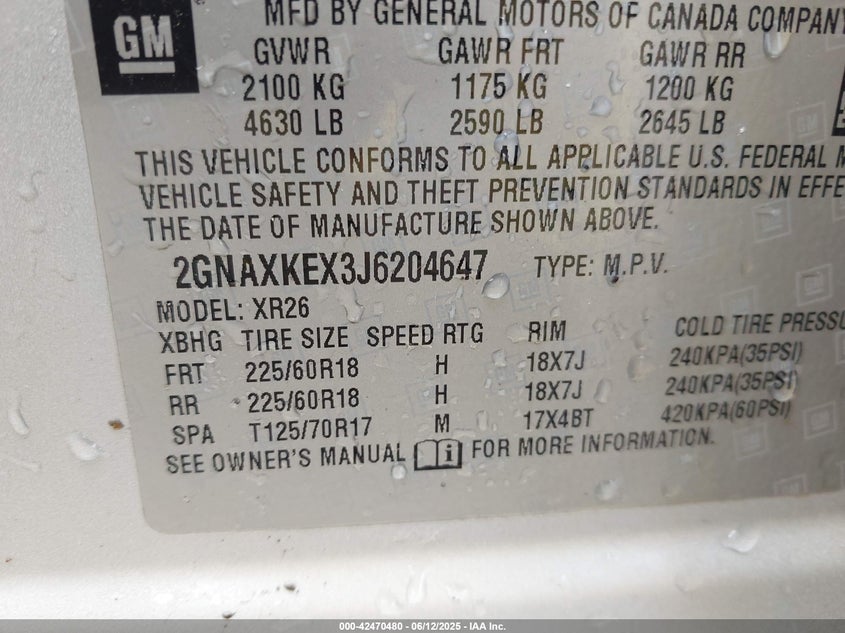 GM
MFD BY GENERAL MOTORS OF CANADA COMPANY
GVWR GAWR FRT GAWR RR
2100 KG 1175 KG 1200 KG
4630 LB 2590 LB 2645 LB
THIS VEHICLE CONFORMS TO ALL APPLICABLE U.S. FEDERAL M
VEHICLE SAFETY AND THEFT PREVENTION STANDARDS IN EFFE
THE DATE OF MANUFACTURE SHOWN ABOVE.
2GNAXKEX3J6204647 TYPE: M.P.V.
MODEL: XR26
XBHG TIRE SIZE SPEED RTG RIM COLD TIRE PRESSU
FRT 225/60R18 H 18X7J 240KPA(35PSI)
RR 225/60R18 H 18X7J 240KPA(35PSI)
SPA T125/70R17 M 17X4BT 420KPA(60PSI)
SEE OWNER'S MANUAL i FOR MORE INFORMATION.
000-42470480 - 06/12/2025 - IAA Inc.